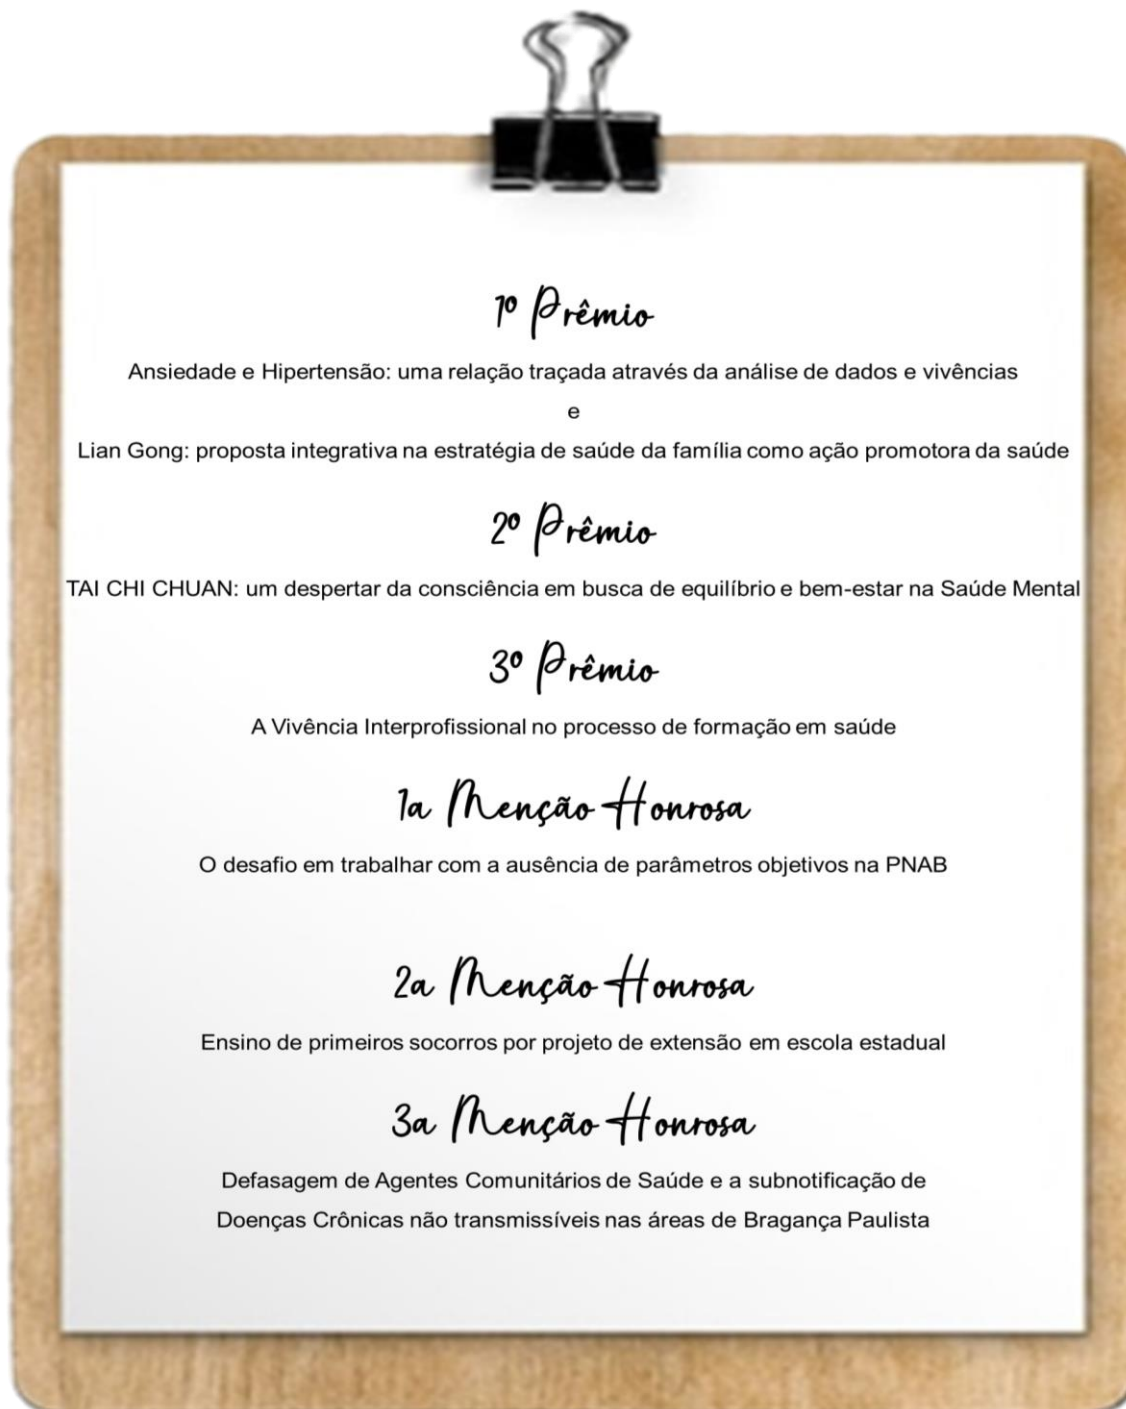 1º Prêmio
Ansiedade e Hipertensão: uma relação traçada através da análise de dados e vivências
e
Lian Gong: proposta integrativa na estratégia de saúde da família como ação promotora da saúde
2º Prêmio
TAI CHI CHUAN: um despertar da consciência em busca de equilíbrio e bem-estar na Saúde Mental
3º Prêmio
A Vivência Interprofissional no processo de formação em saúde
1a Menção Honrosa
O desafio em trabalhar com a ausência de parâmetros objetivos na PNAB
2a Menção Honrosa
Ensino de primeiros socorros por projeto de extensão em escola estadual
3a Menção Honrosa
Defasagem de Agentes Comunitários de Saúde e a subnotificação de
Doenças Crônicas não transmissíveis nas áreas de Bragança Paulista